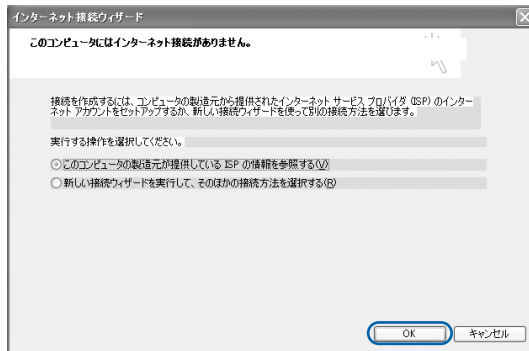 インターネット接続ウィザード
このコンピュータにはインターネット接続がありません。
接続を作成するには、コンピュータの製造元から提供されたインターネット サービス プロバイダ (ISP) のインター
ネット アカウントをセットアップするか、新しい接続ウィザードを使って別の接続方法を選びます。
実行する操作を選択してください。
このコンピュータの製造元が提供している ISP の情報を参照する(V)
新しい接続ウィザードを実行して、そのほかの接続方法を選択する(R)
OK キャンセル